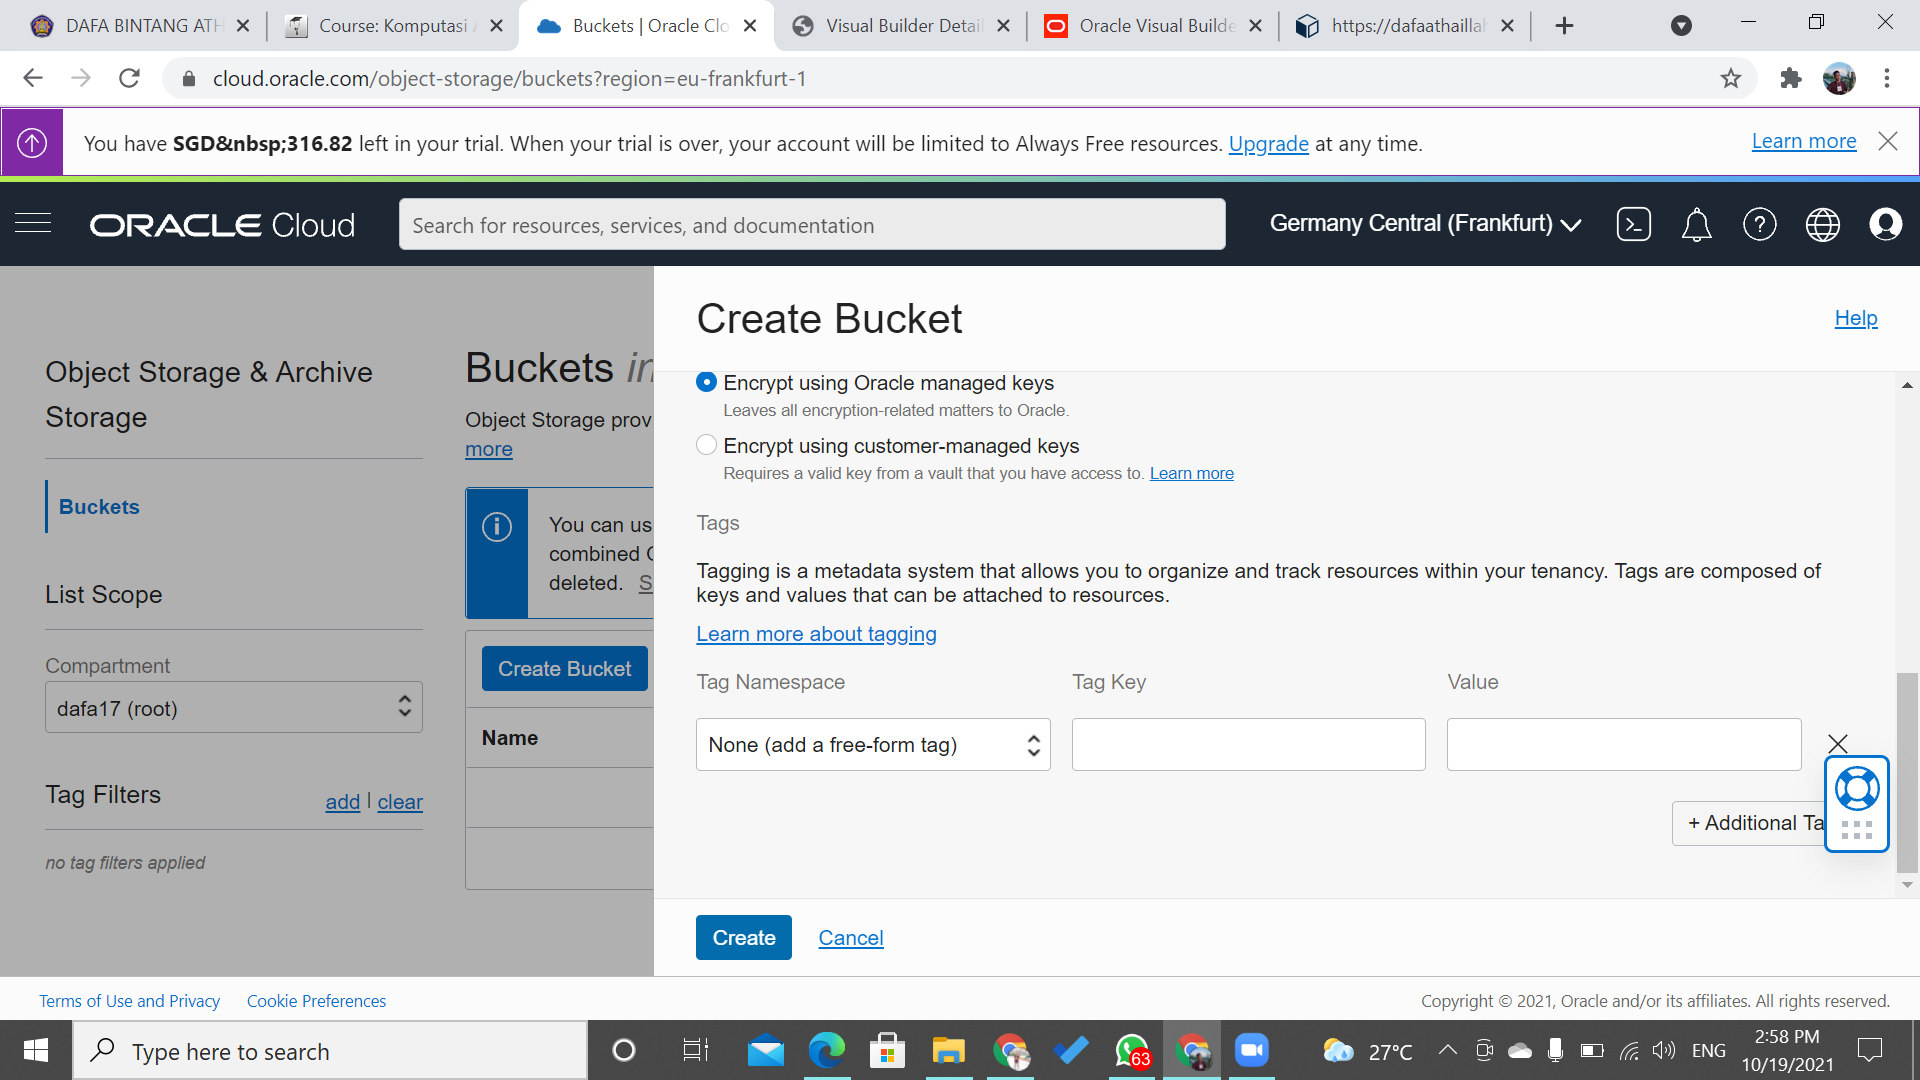 DAFA BINTANG ATH
Course: Komputasi A
Buckets | Oracle Clo
Visual Builder Detail
Oracle Visual Builde
https://dafaathaillah
cloud.oracle.com/object-storage/buckets?region=eu-frankfurt-1
You have SGD&nbsp;316.82 left in your trial. When your trial is over, your account will be limited to Always Free resources. Upgrade at any time.
Learn more
ORACLE Cloud
Search for resources, services, and documentation
Germany Central (Frankfurt)
Object Storage & Archive
Storage
Buckets
List Scope
Compartment
dafa17 (root)
Tag Filters
add | clear
no tag filters applied
Buckets in
Object Storage prov
more
You can us
combined
deleted. S
Create Bucket
Name
Create Bucket
Help
Encrypt using Oracle managed keys
Leaves all encryption-related matters to Oracle.
Encrypt using customer-managed keys
Requires a valid key from a vault that you have access to. Learn more
Tags
Tagging is a metadata system that allows you to organize and track resources within your tenancy. Tags are composed of
keys and values that can be attached to resources.
Learn more about tagging
Tag Namespace
Tag Key
Value
None (add a free-form tag)
+ Additional Ta
Create
Cancel
Terms of Use and Privacy
Cookie Preferences
Copyright © 2021, Oracle and/or its affiliates. All rights reserved.
Type here to search
63
27°C
ENG
2:58 PM
10/19/2021